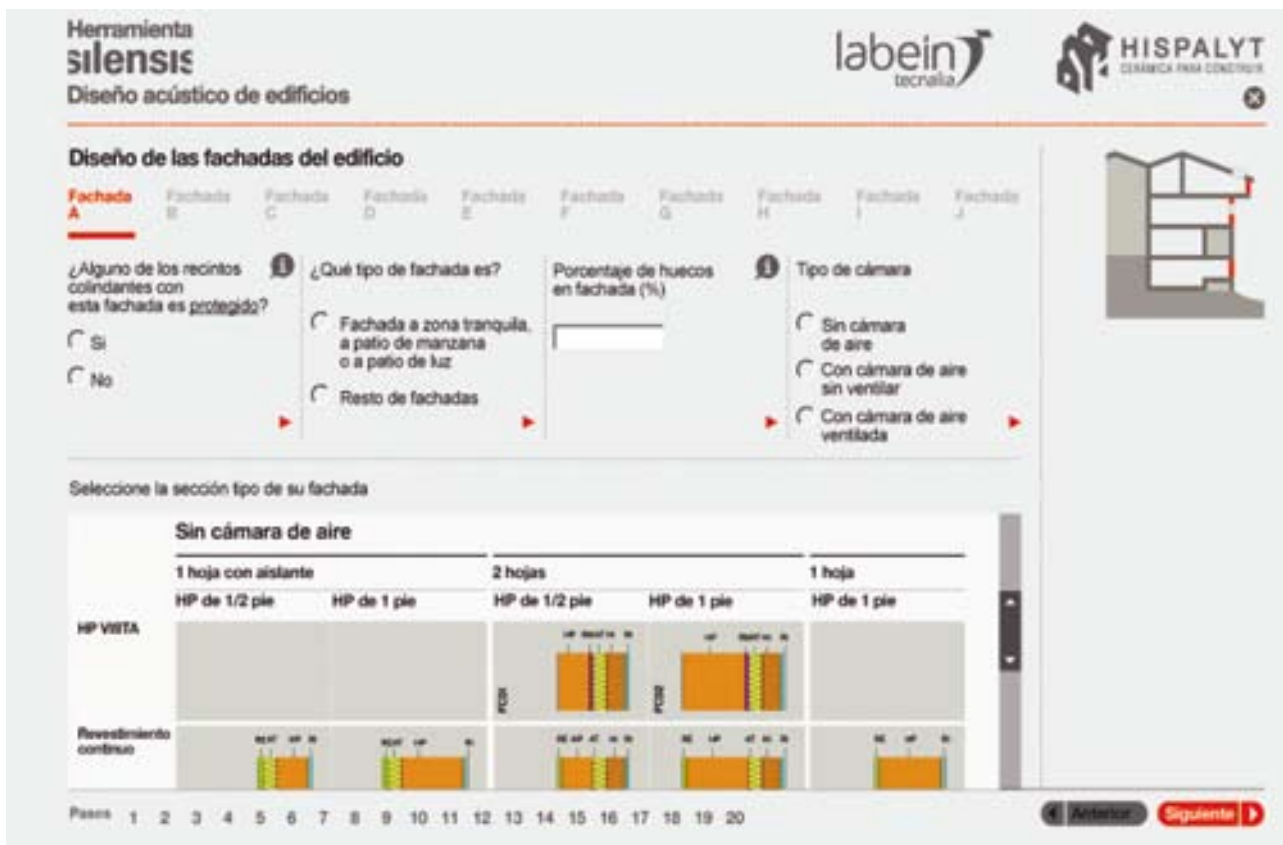 Herramienta
silensis
Diseño acústico de edificios
labein
tecnalia
HISPALYT
CERÁMICA PARA CONSTRUIR
Diseño de las fachadas del edificio
Fachada A
Fachada B
Fachada C
Fachada D
Fachada E
Fachada F
Fachada G
Fachada H
Fachada I
Fachada J
¿Alguno de los recintos
colindantes con
esta fachada es protegido?
Si
No
¿Qué tipo de fachada es?
Fachada a zona tranquila,
a patio de manzana
o a patio de luz
Resto de fachadas
Porcentaje de huecos
en fachada (%)
Tipo de cámara
Sin cámara
de aire
Con cámara de aire
sin ventilar
Con cámara de aire
ventilada
Seleccione la sección tipo de su fachada
Sin cámara de aire
1 hoja con aislante
2 hojas
1 hoja
HP de 1/2 pie
HP de 1 pie
HP de 1/2 pie
HP de 1 pie
HP de 1 pie
HP VISTA
Revestimiento
continuo
Pasos 1 2 3 4 5 6 7 8 9 10 11 12 13 14 15 16 17 18 19 20
Anterior
Siguiente